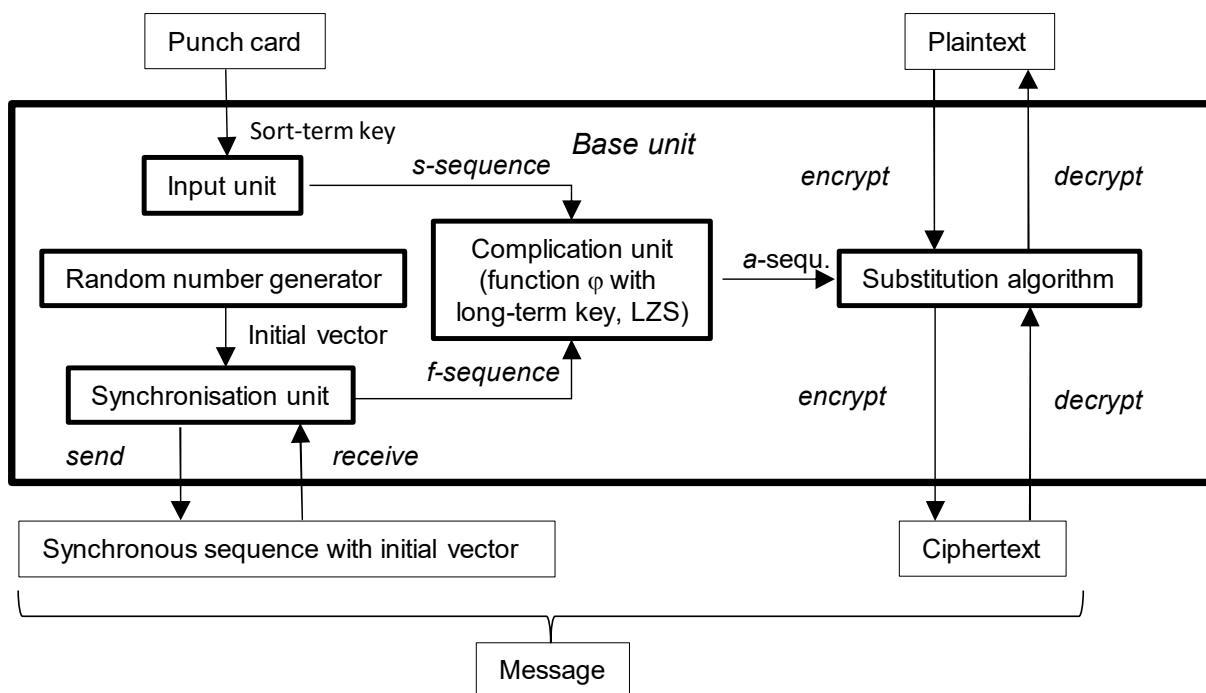 Punch card
Plaintext
Sort-term key
Base unit
s-sequence
encrypt
decrypt
Input unit
Complication unit
(function φ with
long-term key, LZS)
a-sequ.
Substitution algorithm
Random number generator
Initial vector
f-sequence
Synchronisation unit
encrypt
decrypt
send
receive
Synchronous sequence with initial vector
Ciphertext
Message